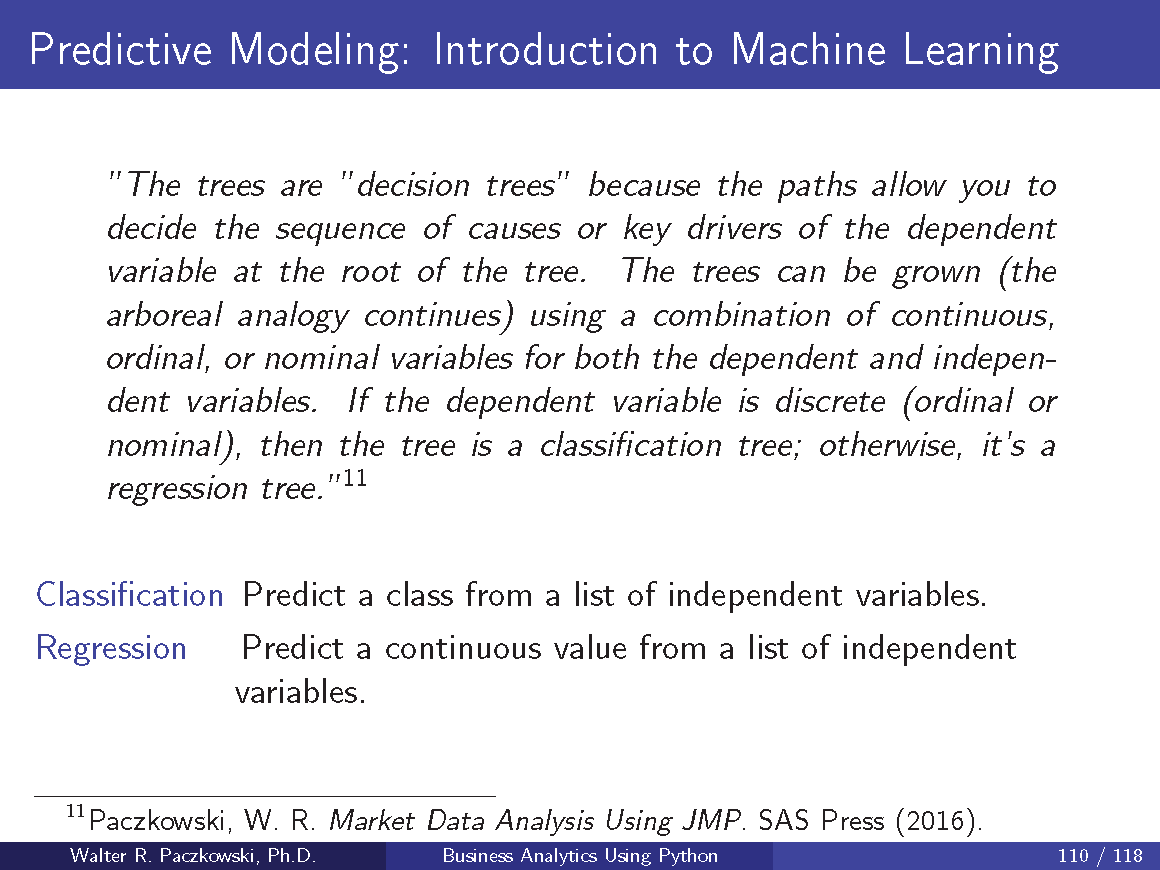 Predictive Modeling: Introduction to Machine Learning
”The trees are ”decision trees” because the paths allow you to
decide the sequence of causes or key drivers of the dependent
variable at the root of the tree. The trees can be grown (the
arboreal analogy continues) using a combination of continuous,
ordinal, or nominal variables for both the dependent and indepen-
dent variables. If the dependent variable is discrete (ordinal or
nominal), then the tree is a classification tree; otherwise, it's a
regression tree.”11
Classification Predict a class from a list of independent variables.
Regression Predict a continuous value from a list of independent
variables.
11Paczkowski, W. R. Market Data Analysis Using JMP. SAS Press (2016).
Walter R. Paczkowski, Ph.D. Business Analytics Using Python 110 / 118